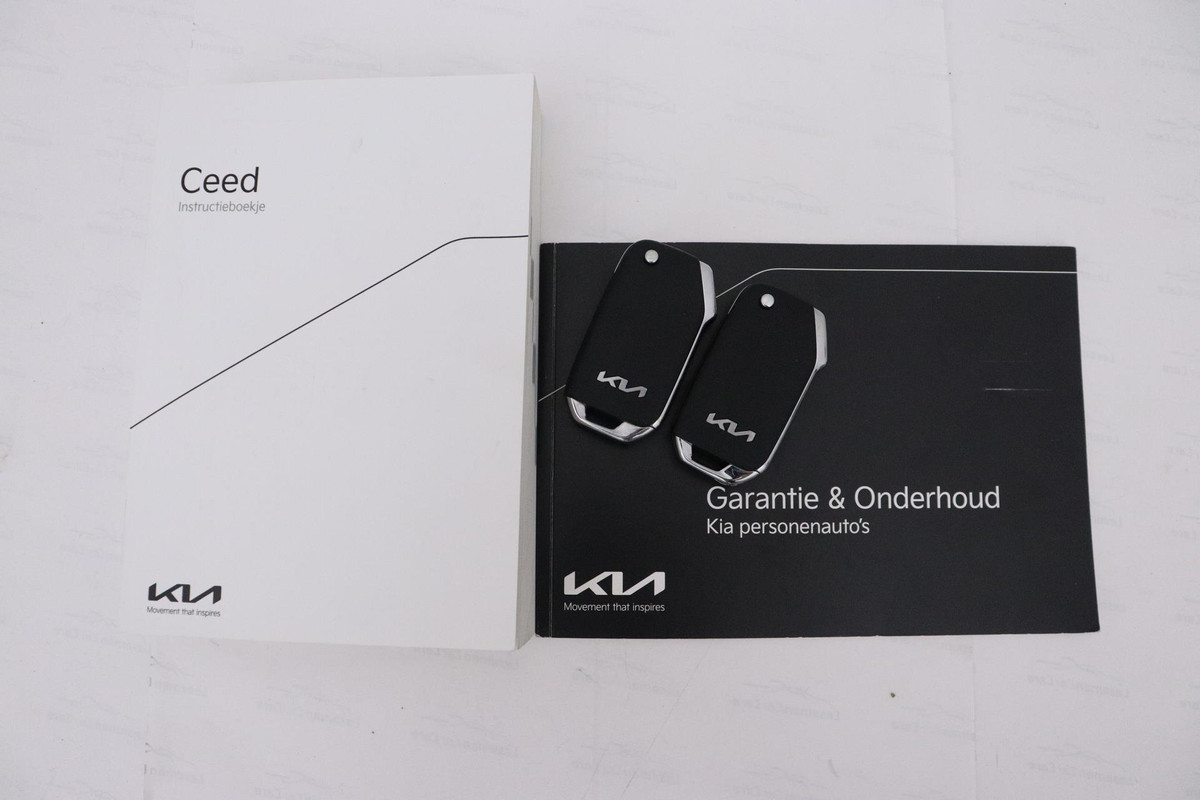 Ceed
Instructieboekje
KIA
Movement that inspires
KIA
KIA
Garantie & Onderhoud
Kia personenauto's
KIA
Movement that inspires